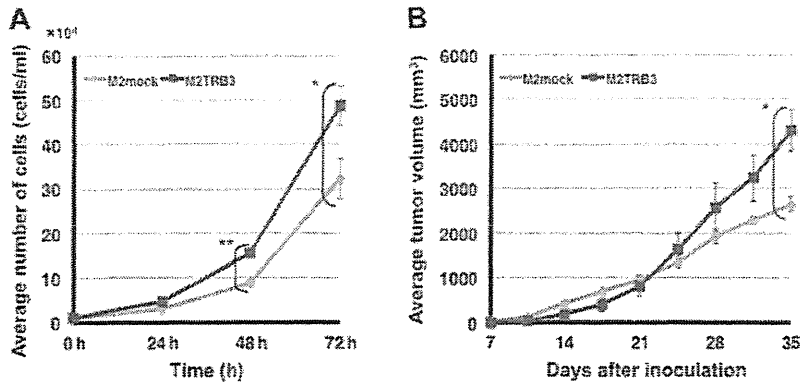 A
×10⁴
Average number of cells (cells/ml)
60
50
40
30
20
10
0
M2mock M2TRB3
*
**
0 h 24 h 48 h 72 h
Time (h)
B
Average tumor volume (mm³)
6000
5000
4000
3000
2000
1000
0
M2mock M2TRB3
*
7 14 21 28 35
Days after inoculation